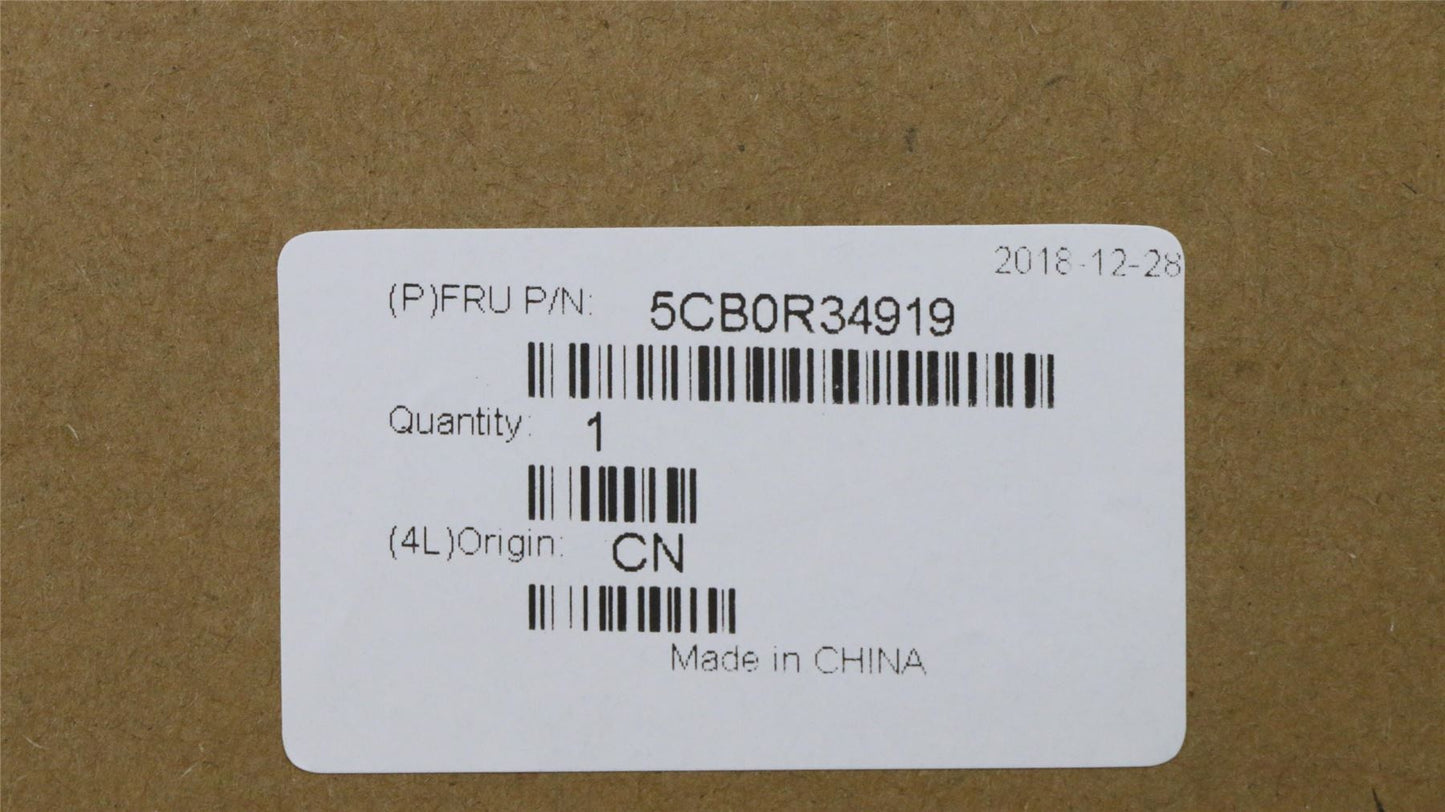 2018-12-28
(P)FRU P/N: 5CB0R34919
Quantity: 1
(4L)Origin: CN
Made in CHINA